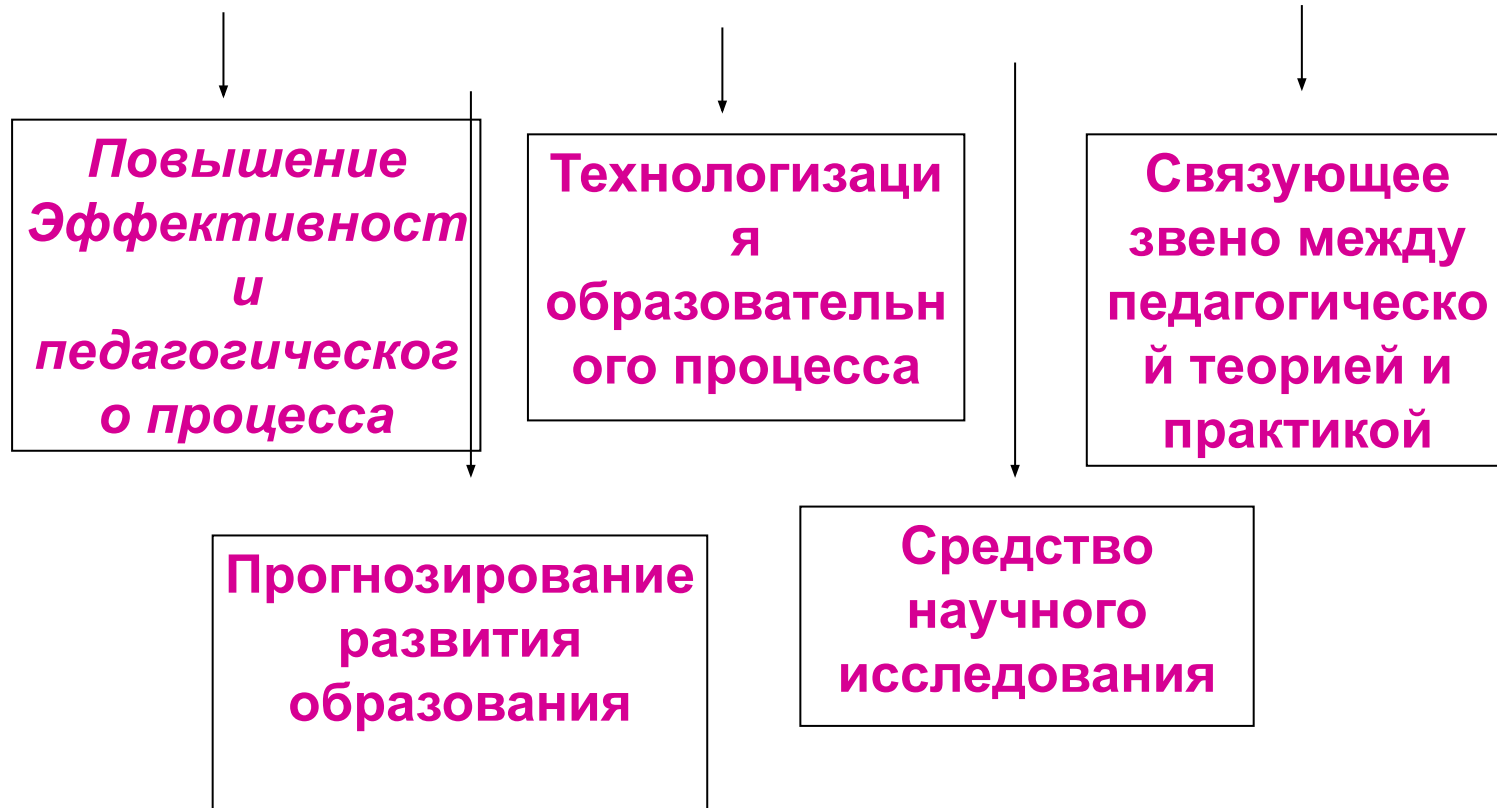 Повышение
Эффективност
и
педагогическог
о процесса
Технологизаци
я
образовательн
ого процесса
Связующее
звено между
педагогическо
й теорией и
практикой
Прогнозирование
развития
образования
Средство
научного
исследования